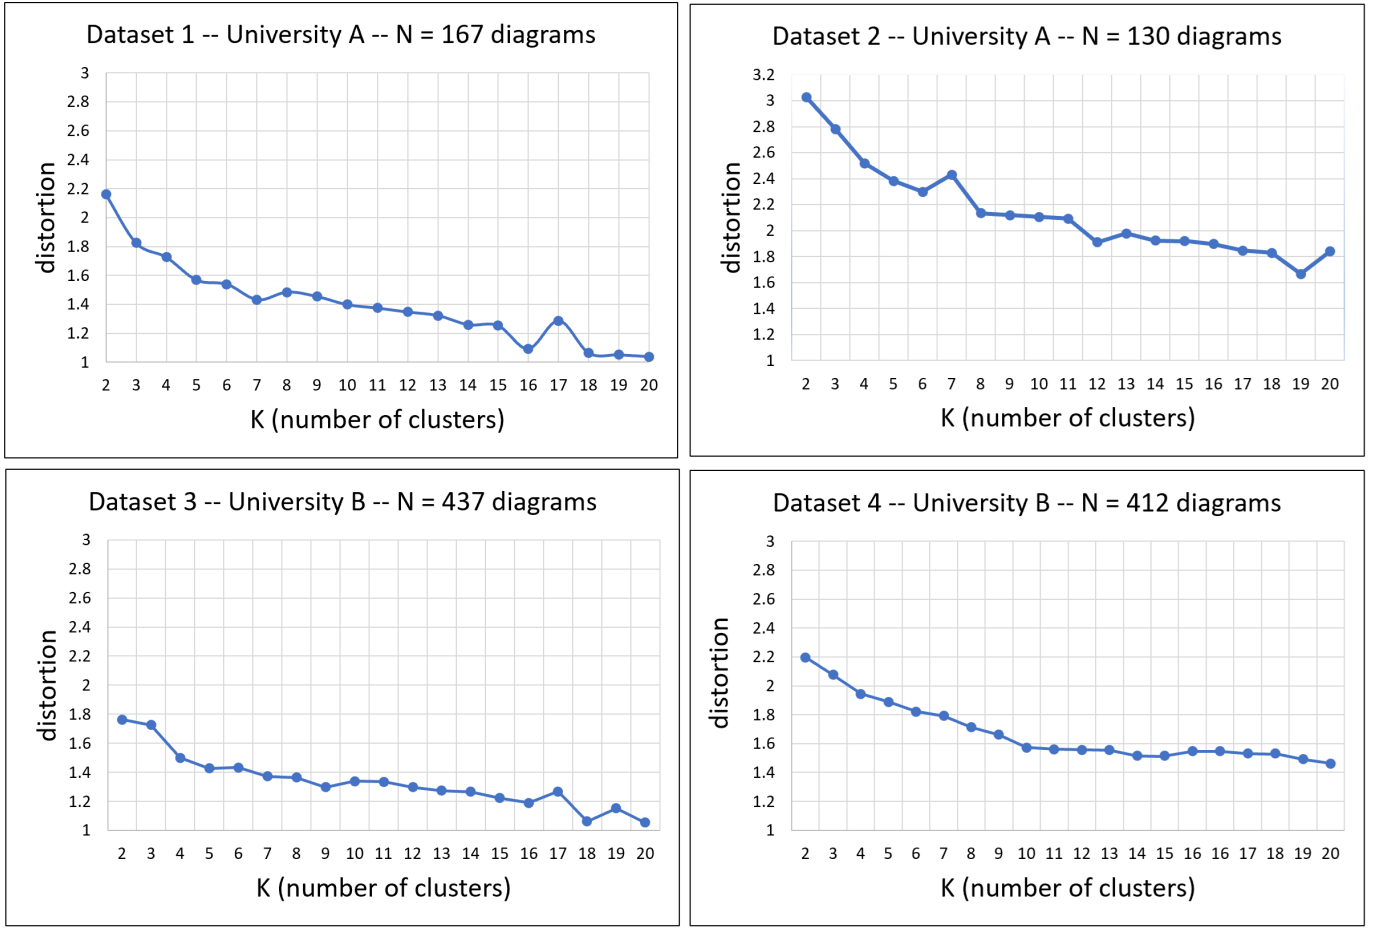 Dataset 1 -- University A -- N = 167 diagrams
3
2.8
2.6
2.4
2.2
2
1.8
1.6
1.4
1.2
1
distortion
2 3 4 5 6 7 8 9 10 11 12 13 14 15 16 17 18 19 20
K (number of clusters)
Dataset 2 -- University A -- N = 130 diagrams
3.2
3
2.8
2.6
2.4
2.2
2
1.8
1.6
1.4
1.2
1
distortion
2 3 4 5 6 7 8 9 10 11 12 13 14 15 16 17 18 19 20
K (number of clusters)
Dataset 3 -- University B -- N = 437 diagrams
3
2.8
2.6
2.4
2.2
2
1.8
1.6
1.4
1.2
1
distortion
2 3 4 5 6 7 8 9 10 11 12 13 14 15 16 17 18 19 20
K (number of clusters)
Dataset 4 -- University B -- N = 412 diagrams
3
2.8
2.6
2.4
2.2
2
1.8
1.6
1.4
1.2
1
distortion
2 3 4 5 6 7 8 9 10 11 12 13 14 15 16 16 17 18 19 20
K (number of clusters)